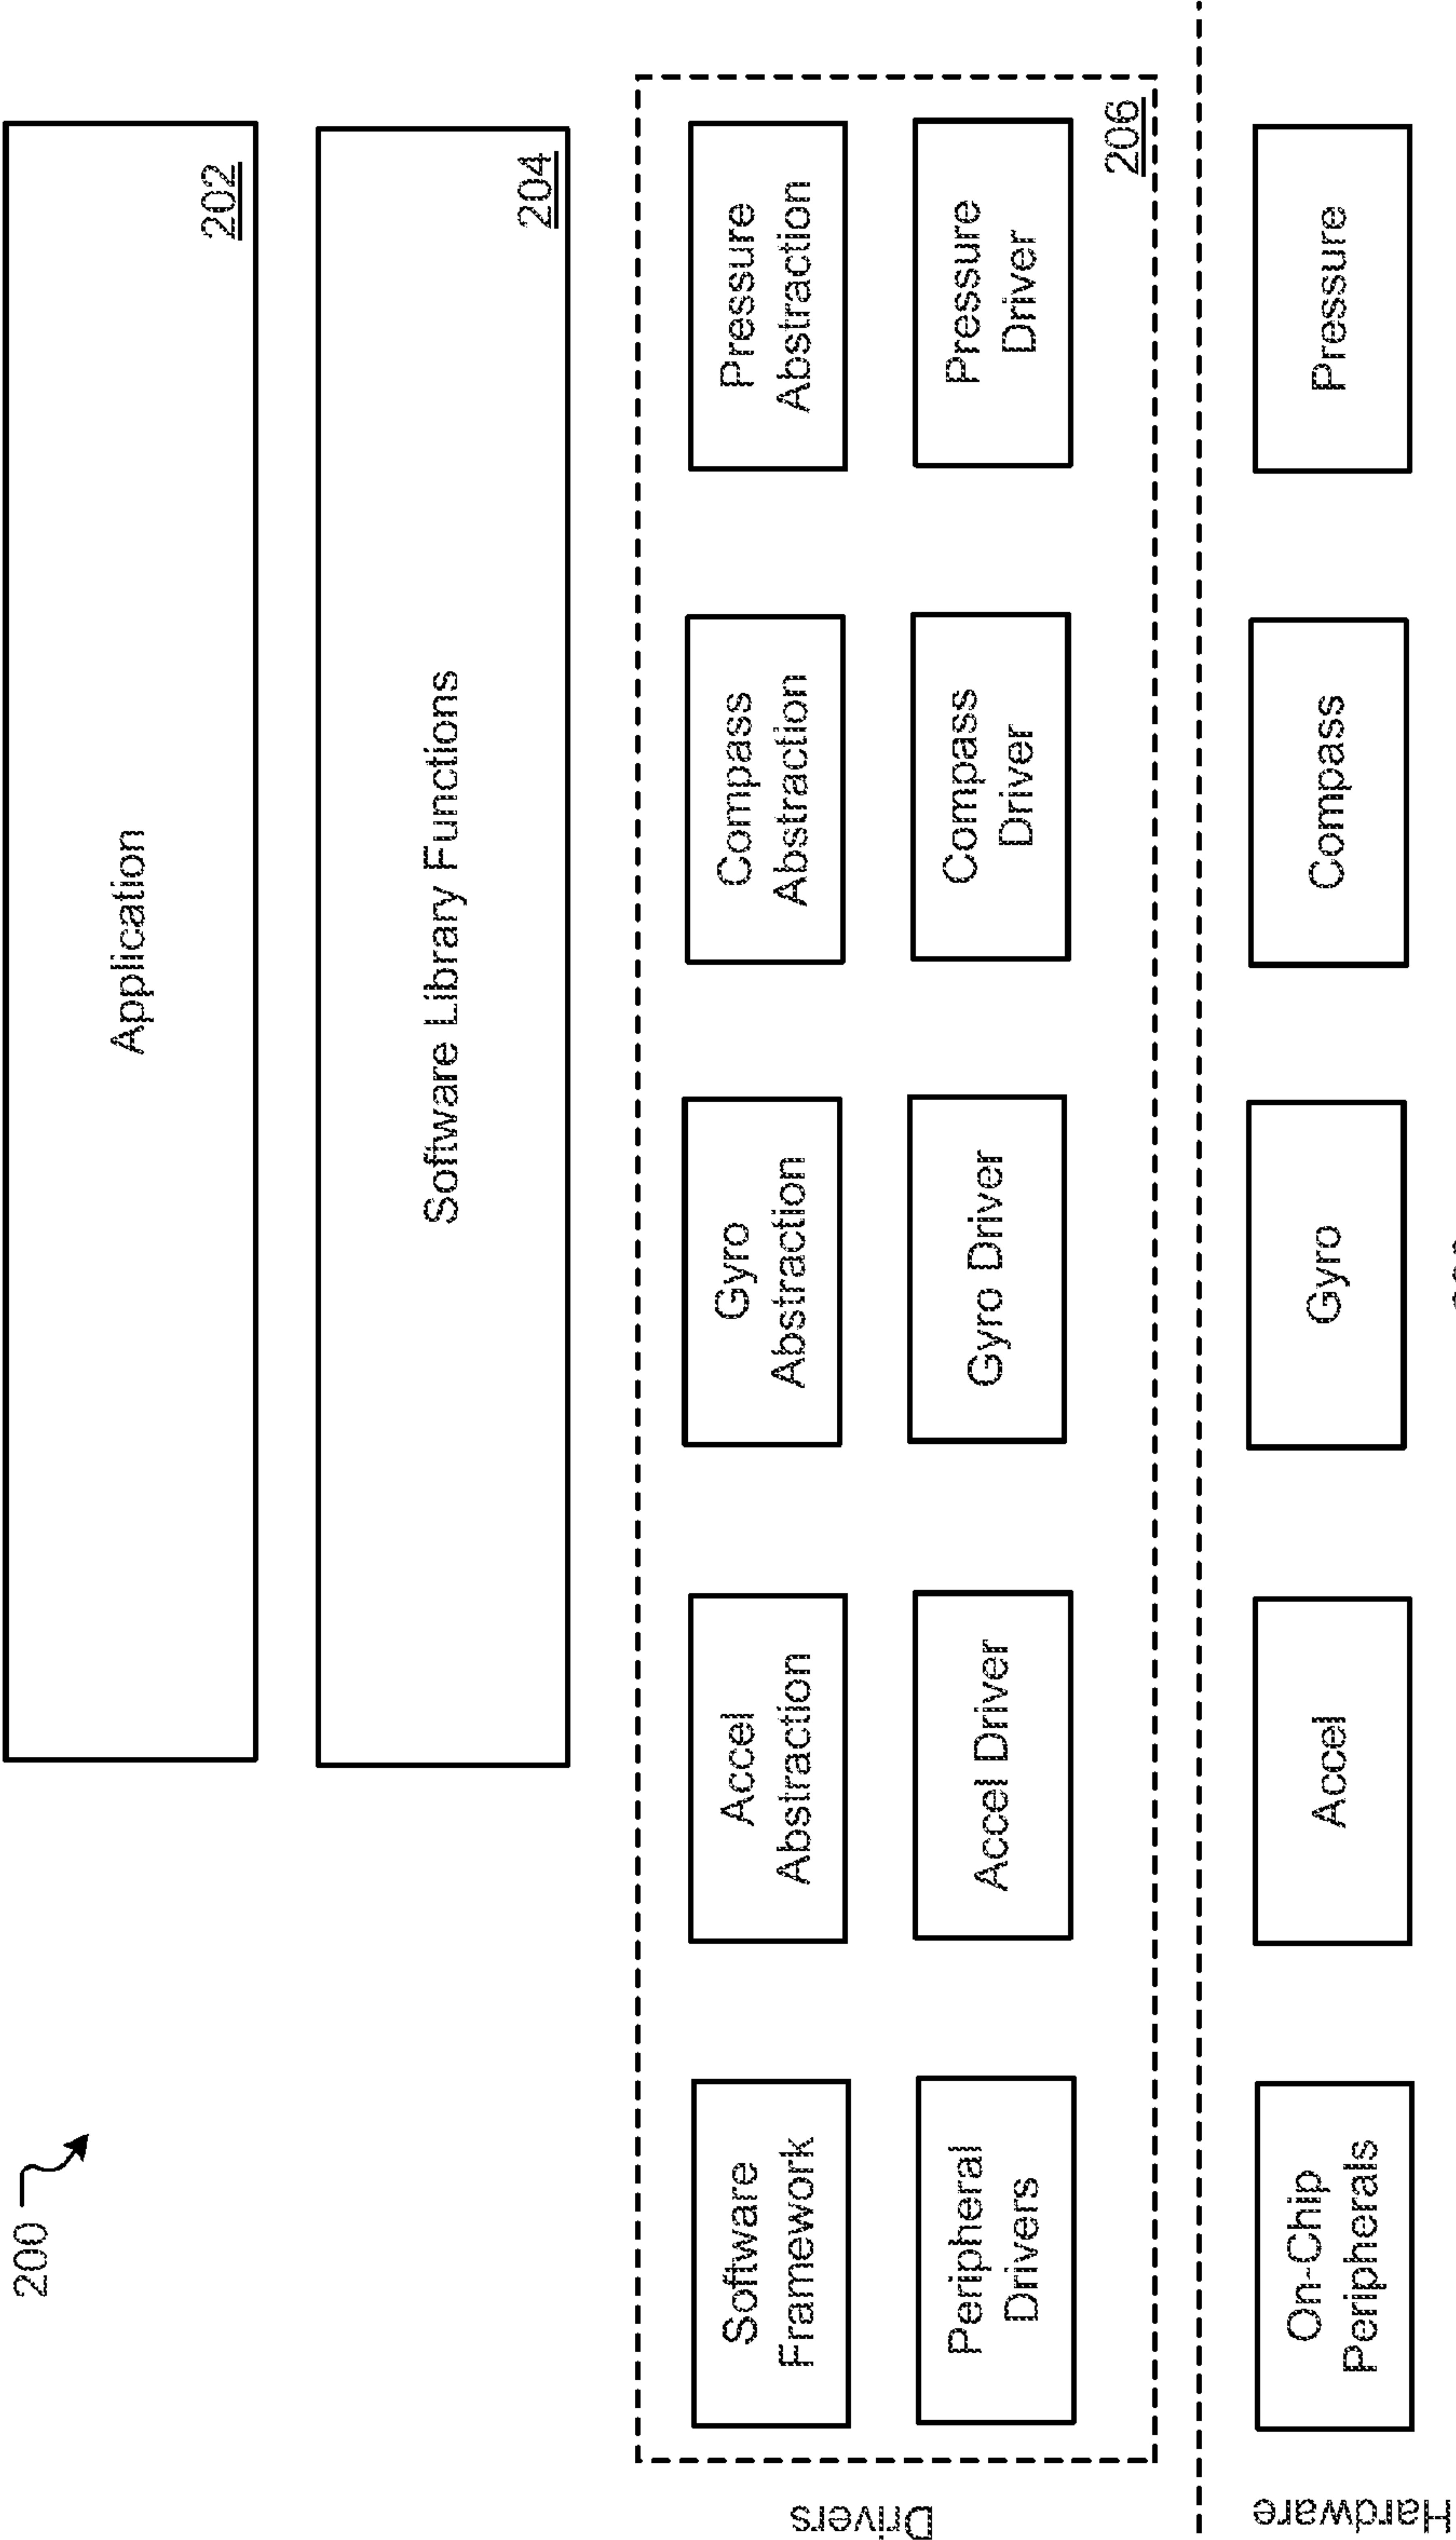 200
Application
202
Software Library Functions
204
Drivers
Software
Framework
Accel
Abstraction
Gyro
Abstraction
Compass
Abstraction
Pressure
Abstraction
Peripheral
Drivers
Accel Driver
Gyro Driver
Compass
Driver
Pressure
Driver
206
Hardware
On-Chip
Peripherals
Accel
Gyro
Compass
Pressure